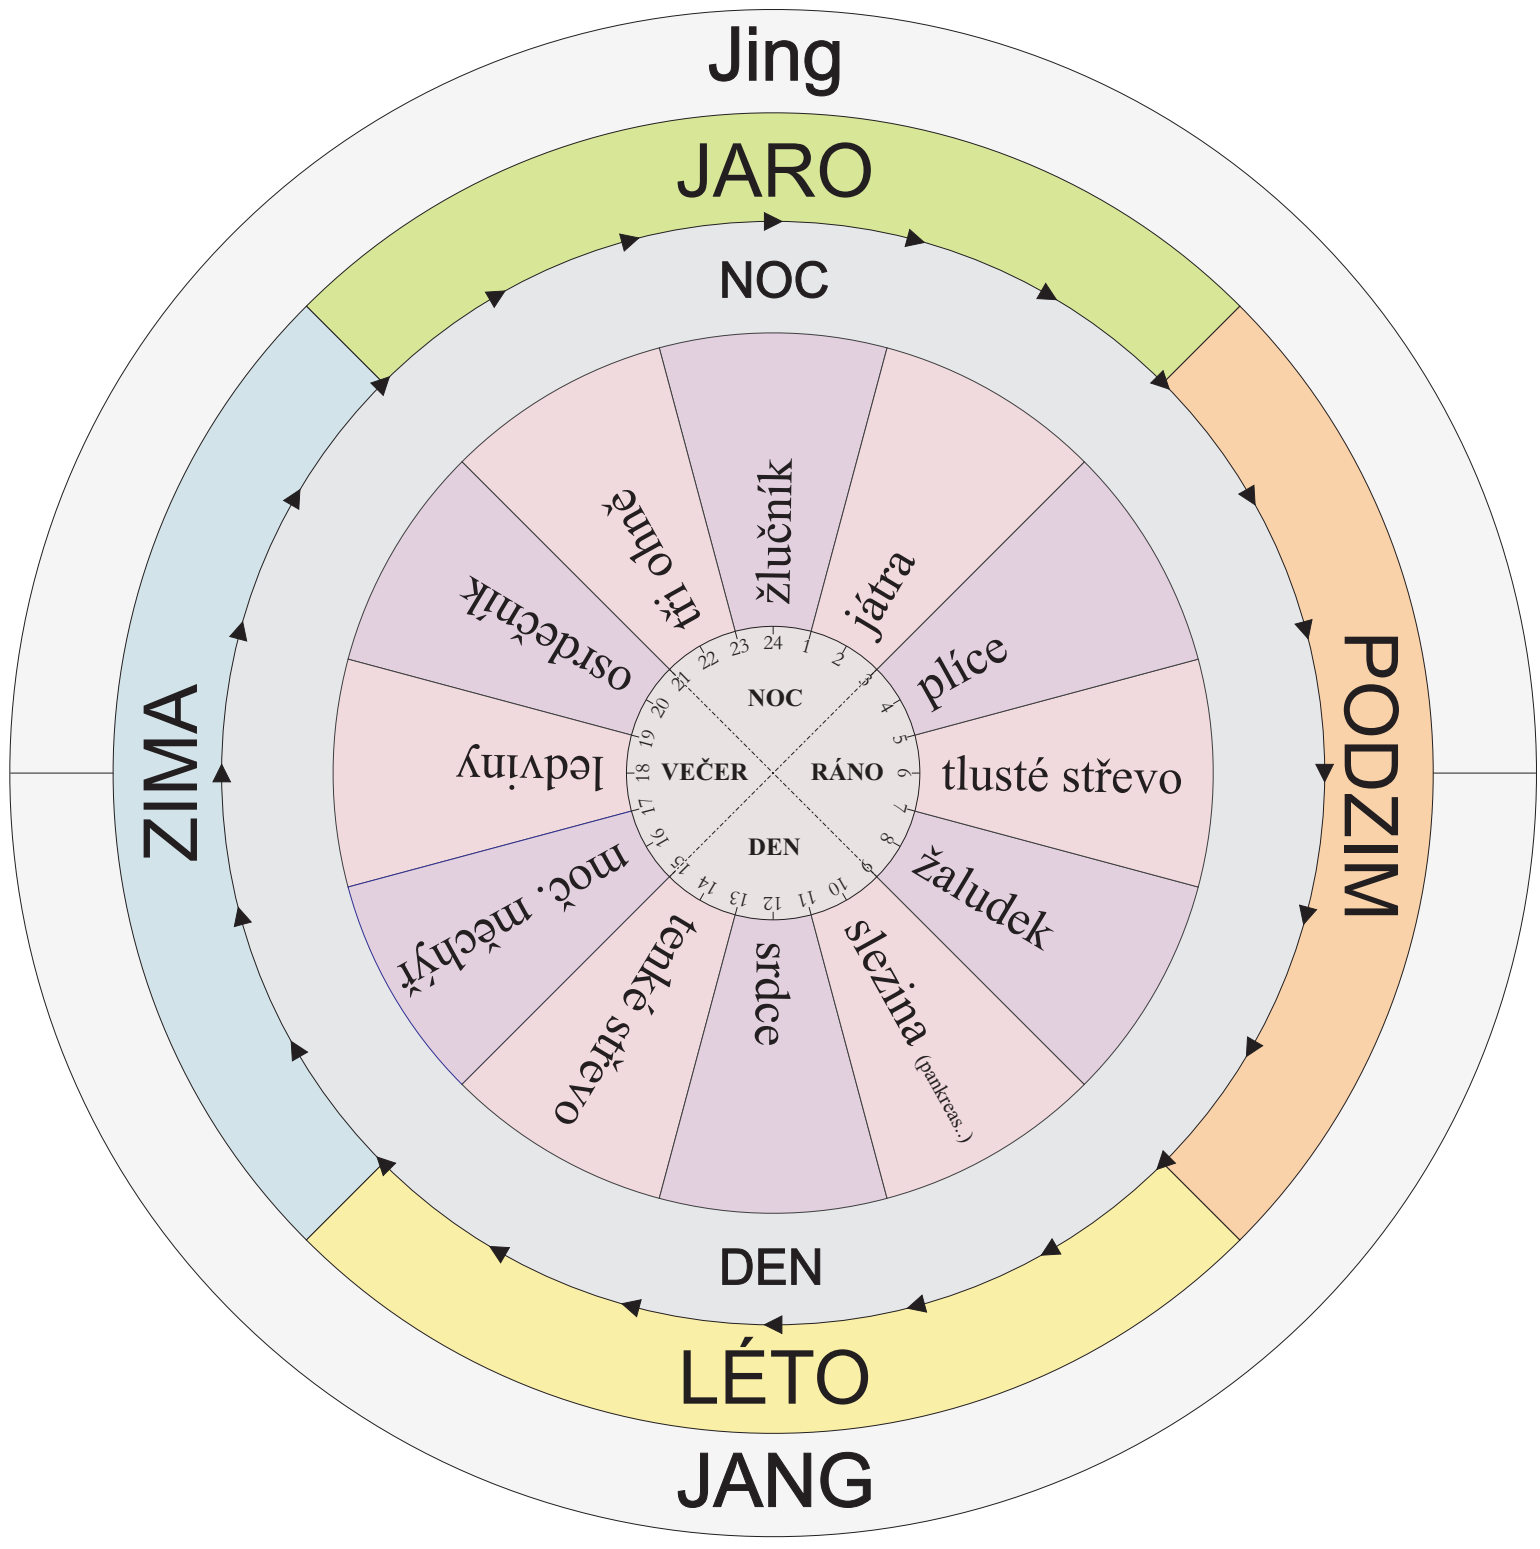 Jing
JARO
NOC
žlučník
játra
plíce
tlusté střevo
žaludek
slezina (pankreas..)
srdce
tenké střevo
moč. měchýř
ledviny
osrdečník
tři ohně
24
1
2
3
4
5
6
7
8
9
10
11
12
13
14
15
16
17
18
19
20
21
22
23
NOC
VEČER
RÁNO
DEN
ZIMA
PODZIM
DEN
LÉTO
JANG